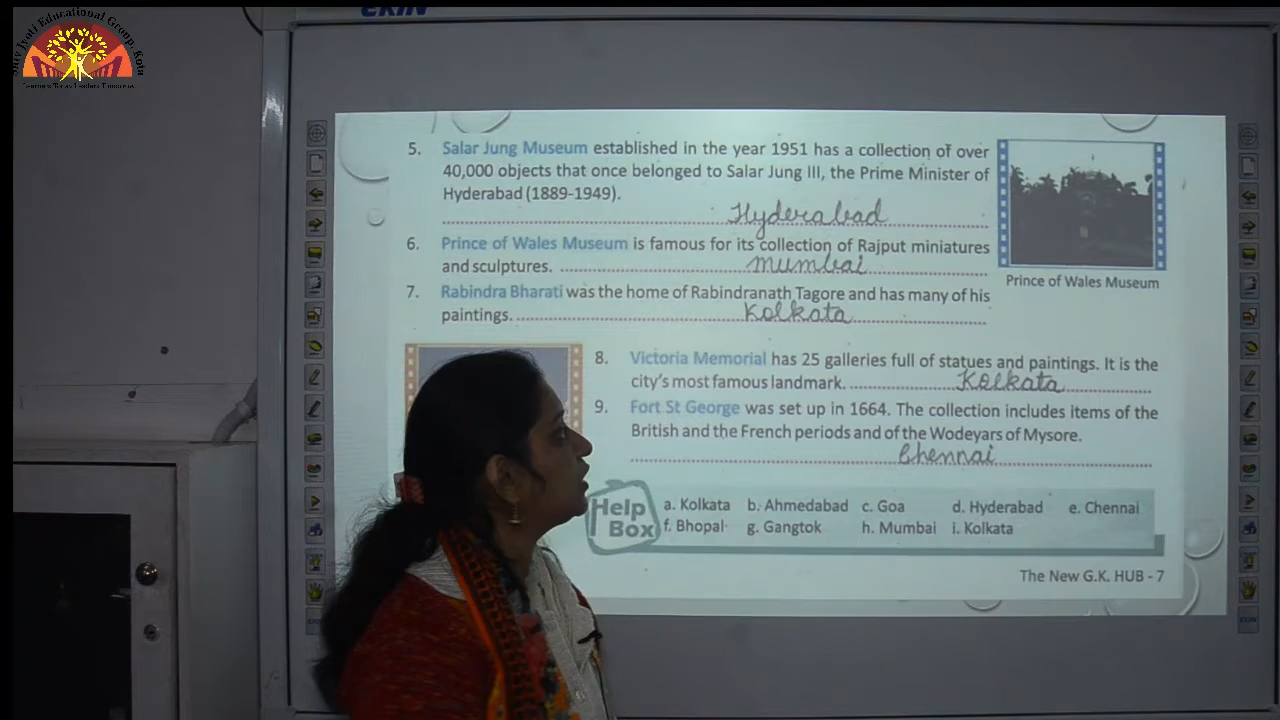 Shiv Jyoti Educational Group, Kota
5. Salar Jung Museum established in the year 1951 has a collection of over
40,000 objects that once belonged to Salar Jung III, the Prime Minister of
Hyderabad (1889-1949).
Hyderabad
6. Prince of Wales Museum is famous for its collection of Rajput miniatures
and sculptures. mumbai
Prince of Wales Museum
7. Rabindra Bharati was the home of Rabindranath Tagore and has many of his
paintings. Kolkata
8. Victoria Memorial has 25 galleries full of statues and paintings. It is the
city's most famous landmark. Kolkata
9. Fort St George was set up in 1664. The collection includes items of the
British and the French periods and of the Wodeyars of Mysore.
Chennai
Help Box
a. Kolkata b. Ahmedabad c. Goa d. Hyderabad e. Chennai
f. Bhopal g. Gangtok h. Mumbai i. Kolkata
The New G.K. HUB - 7